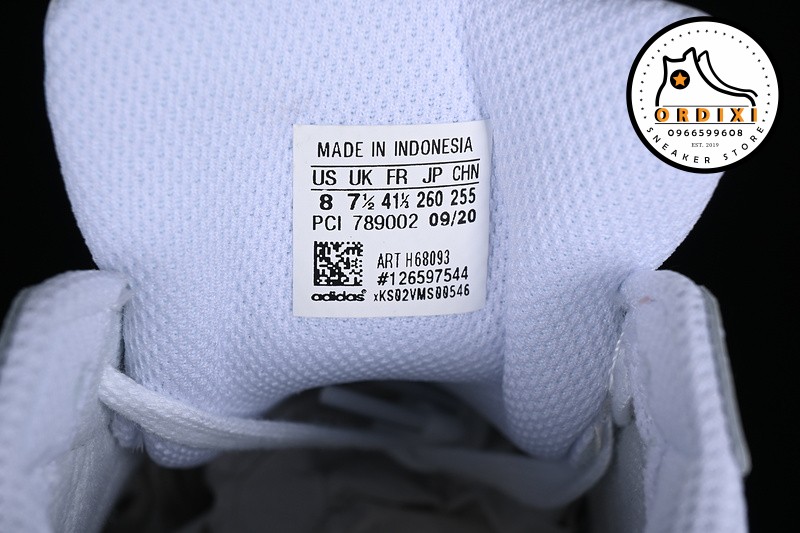 MADE IN INDONESIA
US UK FR JP CHN
8 7½ 41⅓ 260 255
PCI 789002 09/20
ART H68093
#126597544
adidas® xKS02VMS00546
ORDIXI
0966599608
EST. 2019
SNEAKER STORE